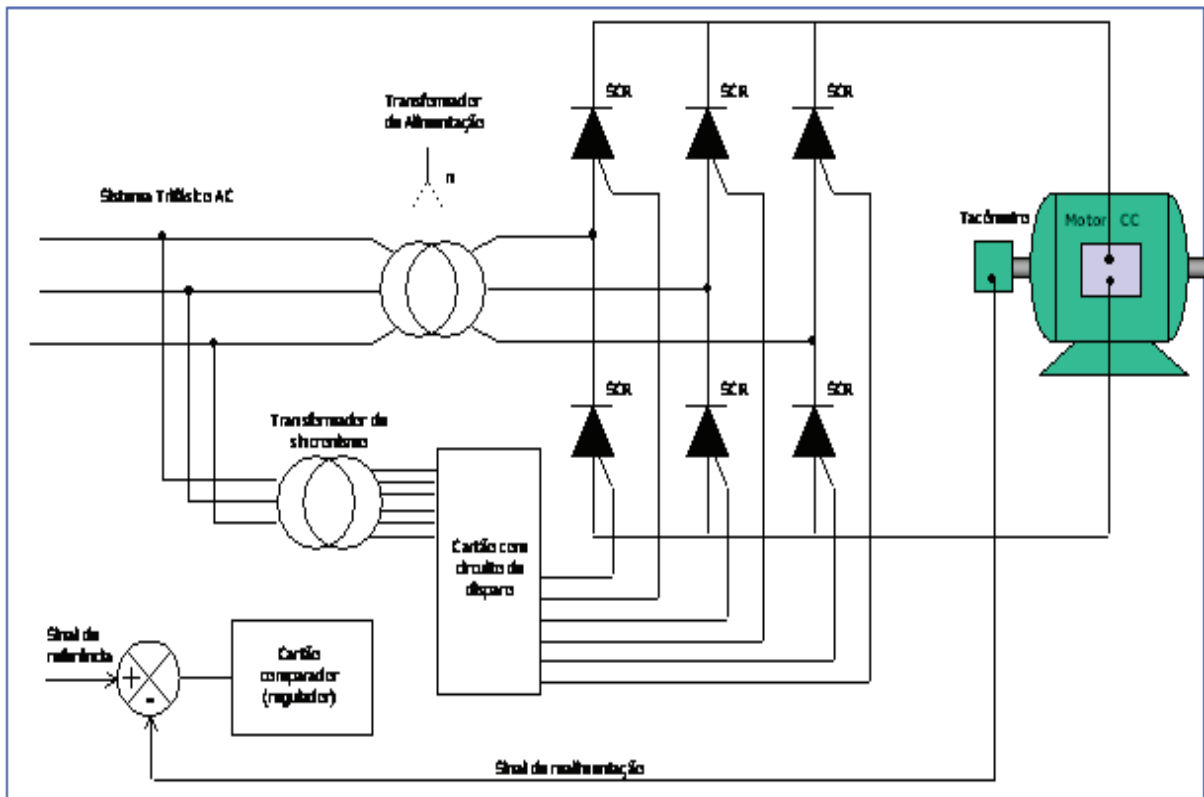 SCR
SCR
SCR
Transformador
de Alimentação
n
Sistema Trifásico AC
Tacômetro
Motor CC
SCR
SCR
SCR
Transformador de
sincronismo
Cartão com
circuito de
disparo
Sinal de
referência
+
-
Cartão
comparador
(regulador)
Sinal de realimentação